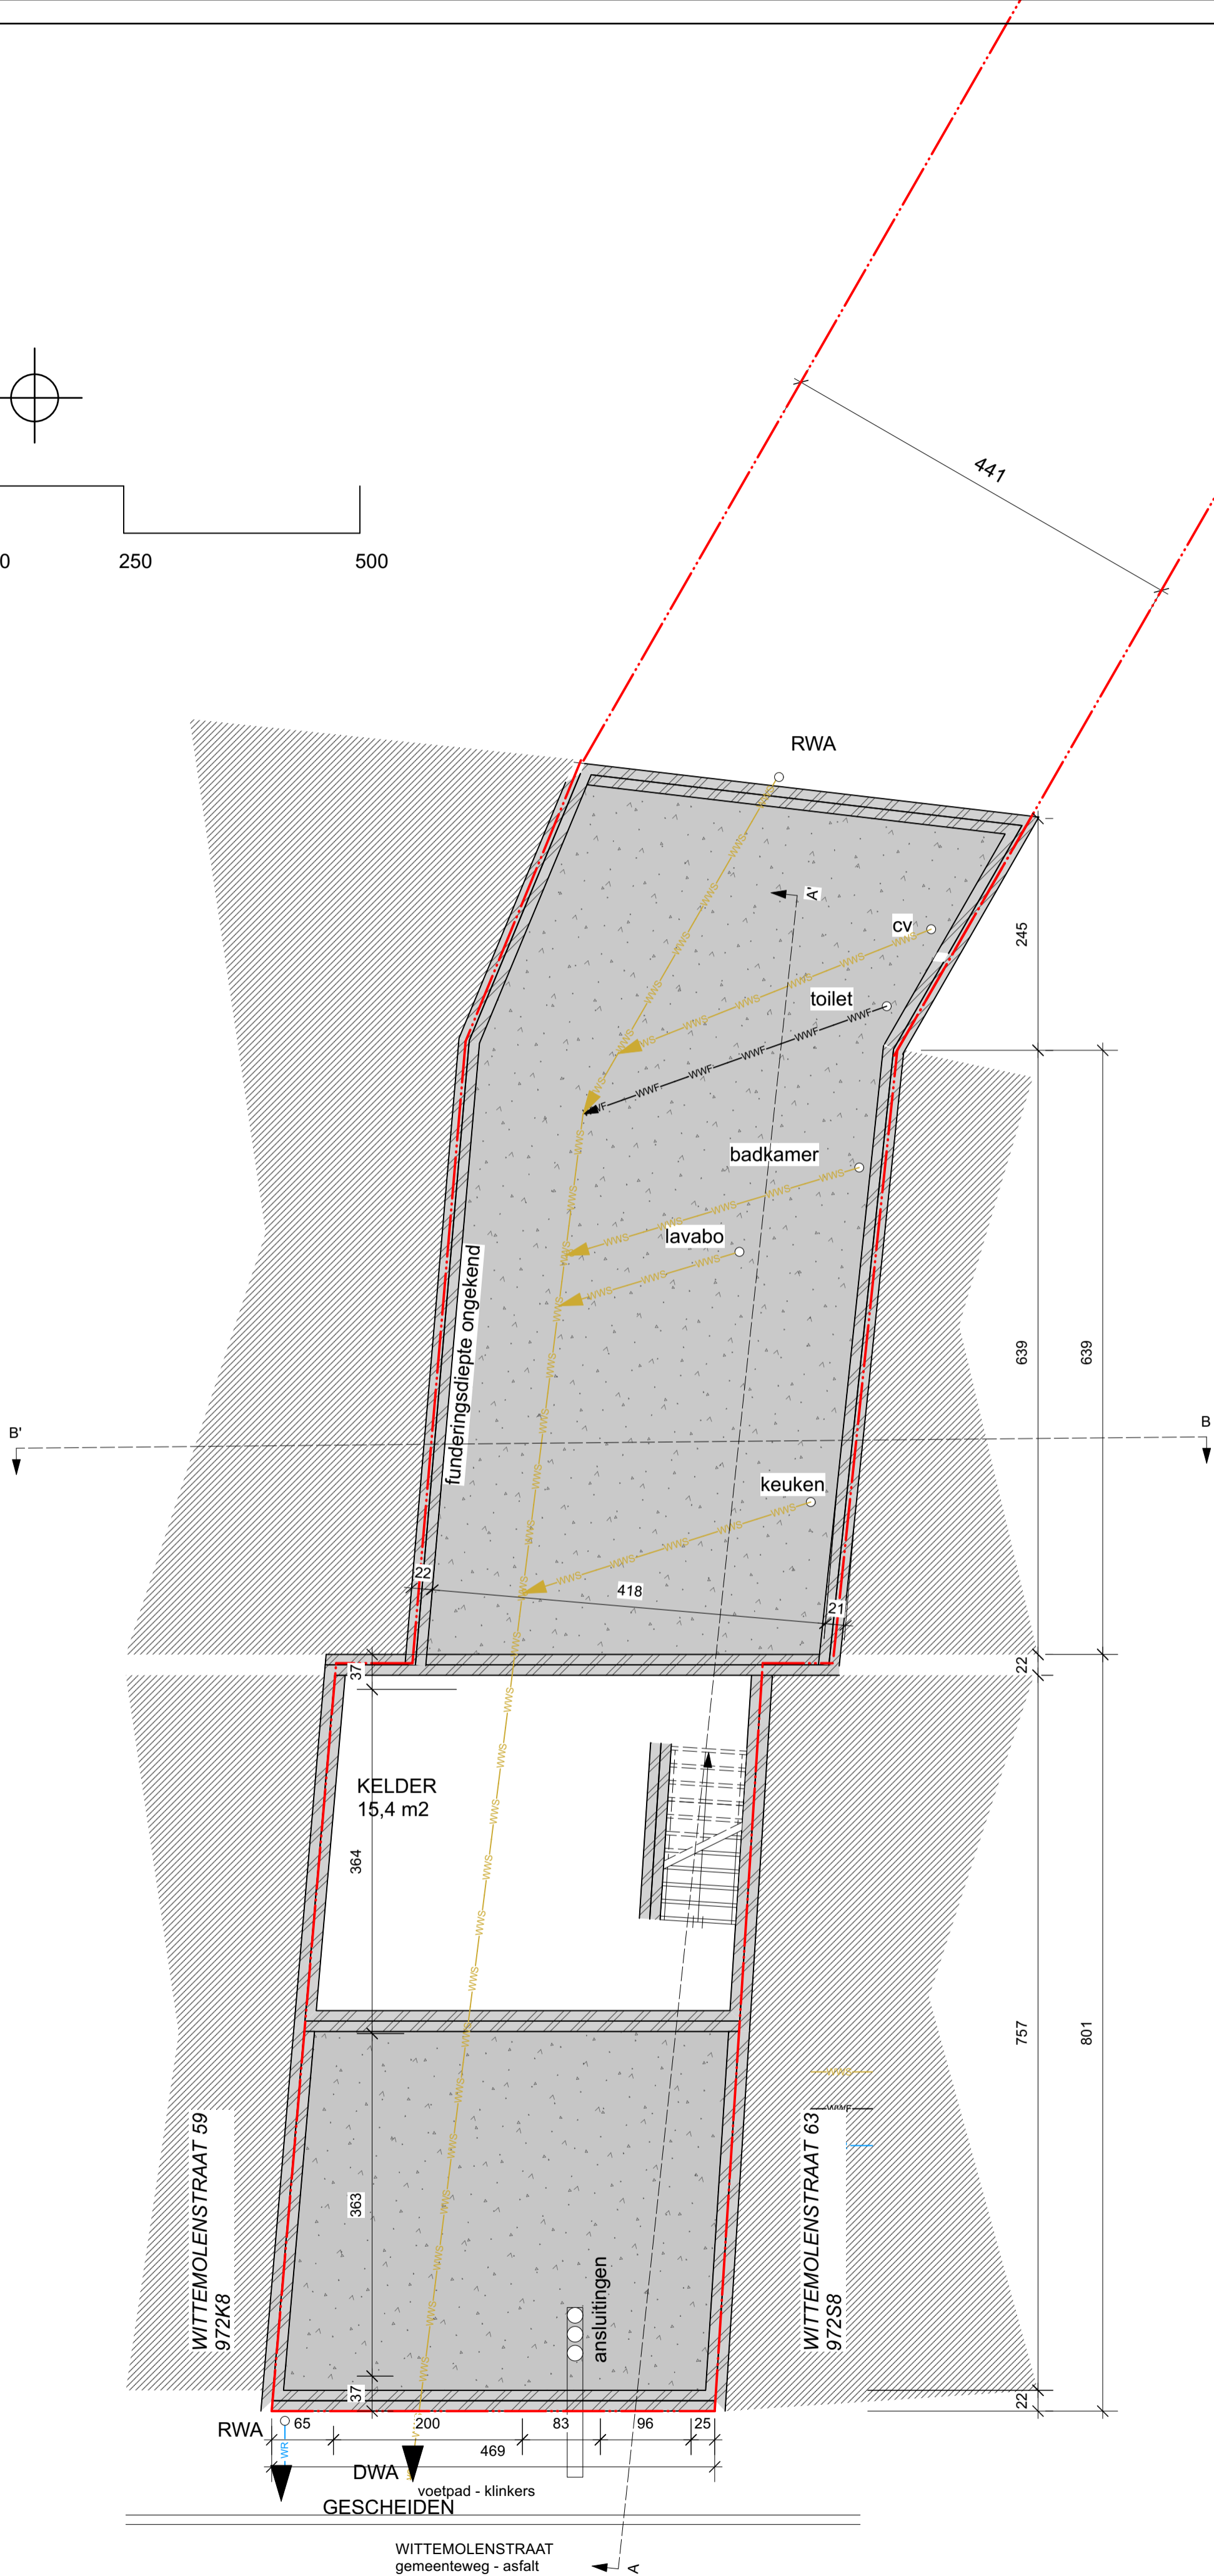 441
0
250
500
RWA
A'
cv
245
toilet
badkamer
lavabo
funderingsdiepte ongekend
639
639
B'
B
keuken
22
418
21
37
22
KELDER
15,4 m2
364
757
801
WWS
WWF
WITTEMOLENSTRAAT 59
972K8
WITTEMOLENSTRAAT 63
972S8
363
ansluitingen
37
22
RWA
65
200
83
96
25
WR
469
DWA
voetpad - klinkers
GESCHEIDEN
WITTEMOLENSTRAAT
gemeenteweg - asfalt
A